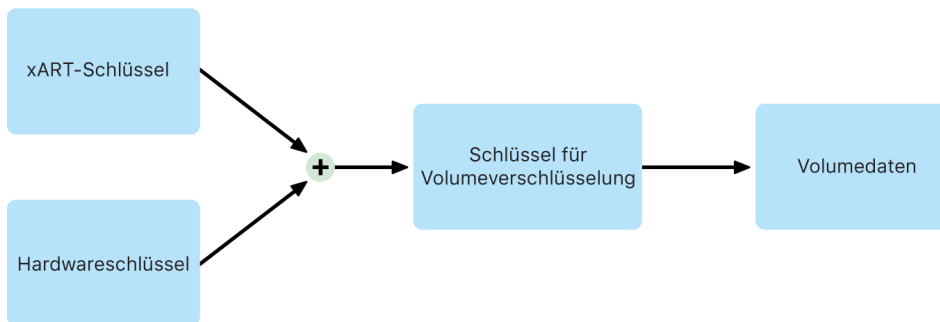 xART-Schlüssel
Hardwareschlüssel
+
Schlüssel für
Volumeverschlüsselung
Volumedaten